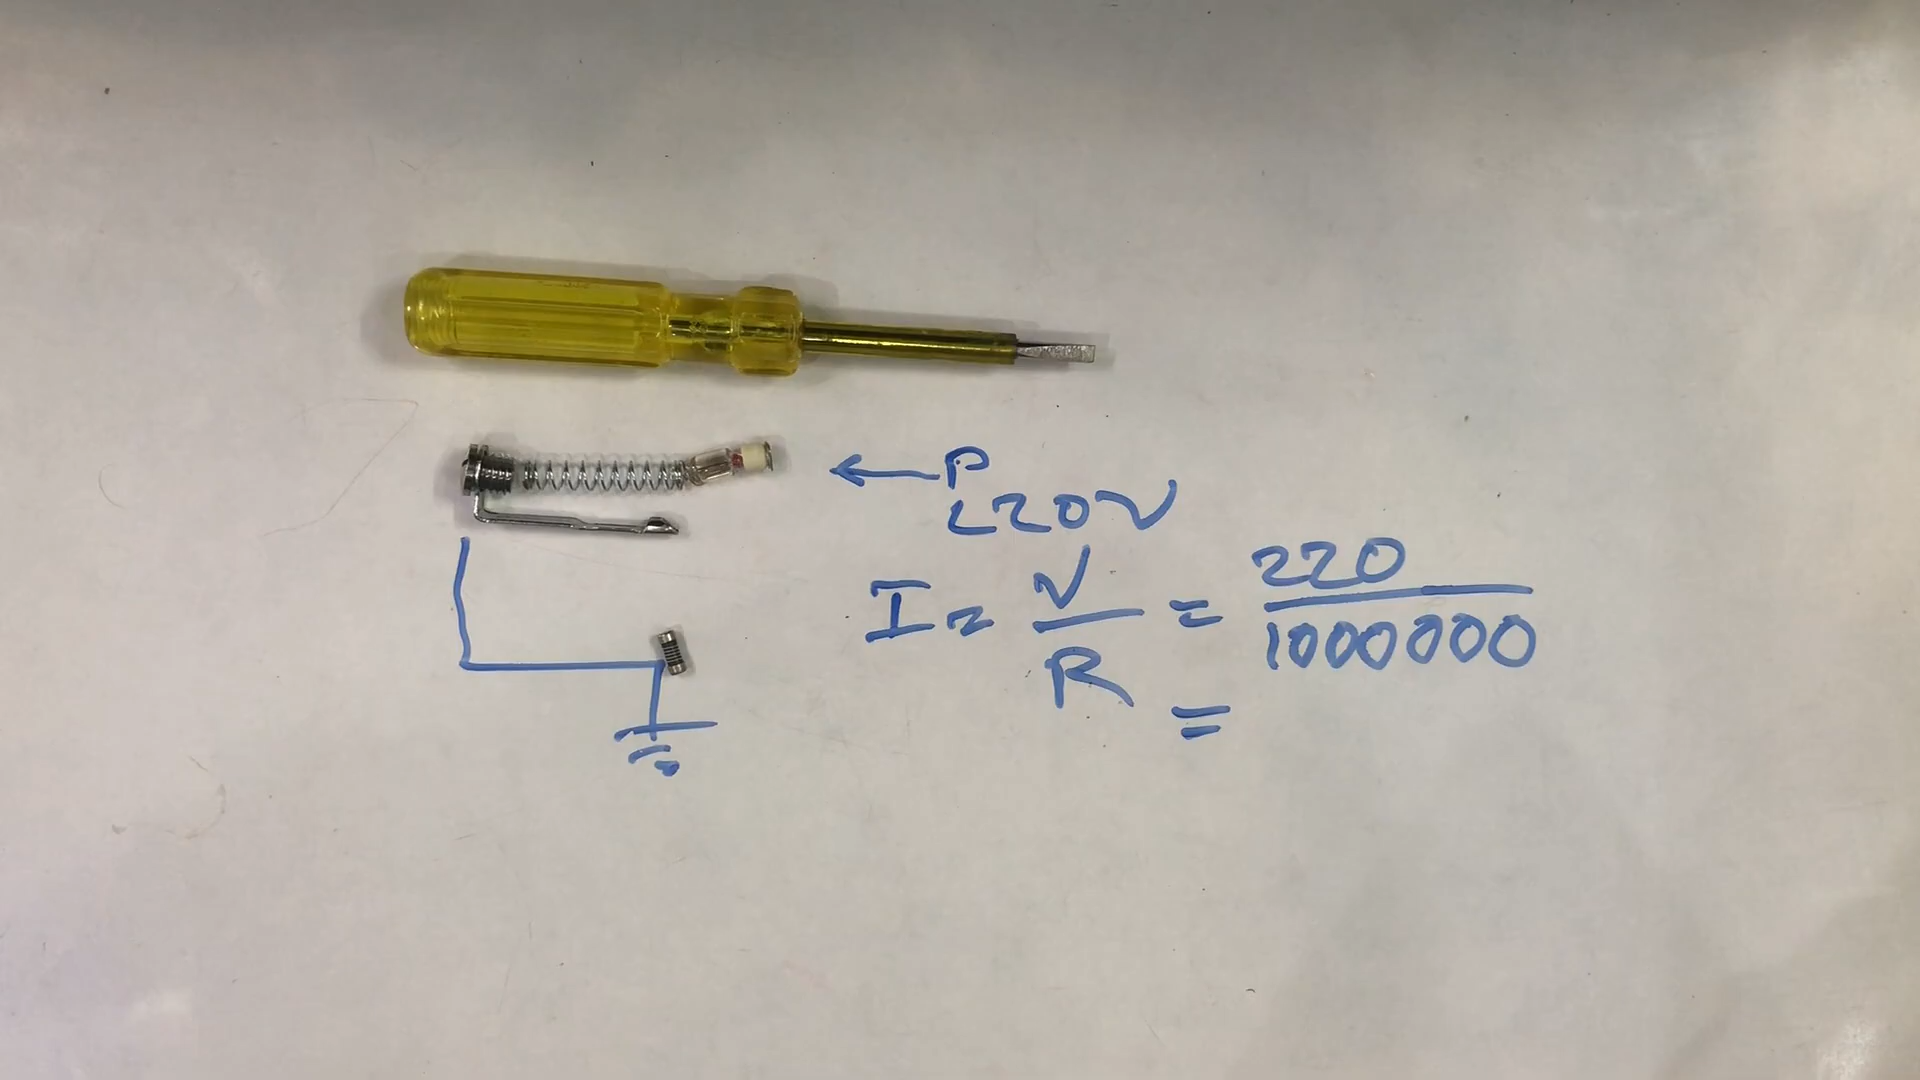 P
220V
I = V/R = 220/1000000
=